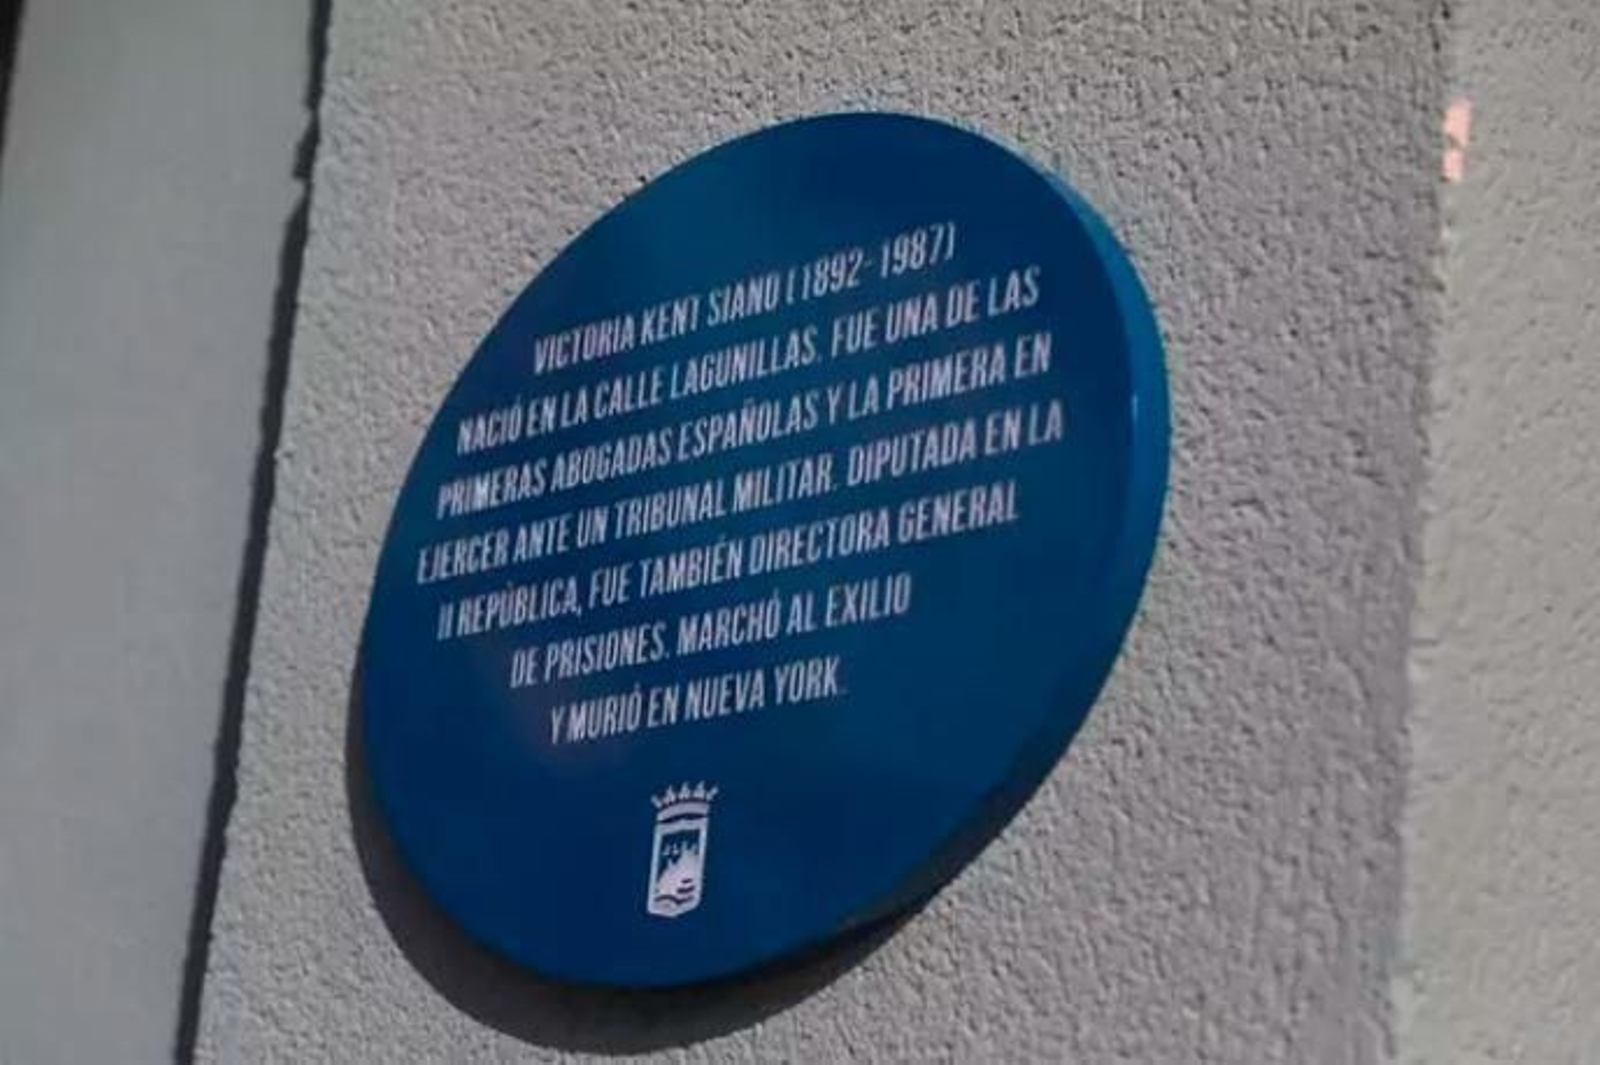 VICTORIA KENT SIANO (1892-1987)
NACIÓ EN LA CALLE LAGUNILLAS. FUE UNA DE LAS
PRIMERAS ABOGADAS ESPAÑOLAS Y LA PRIMERA EN
EJERCER ANTE UN TRIBUNAL MILITAR. DIPUTADA EN LA
II REPÚBLICA, FUE TAMBIÉN DIRECTORA GENERAL
DE PRISIONES. MARCHÓ AL EXILIO
Y MURIÓ EN NUEVA YORK.